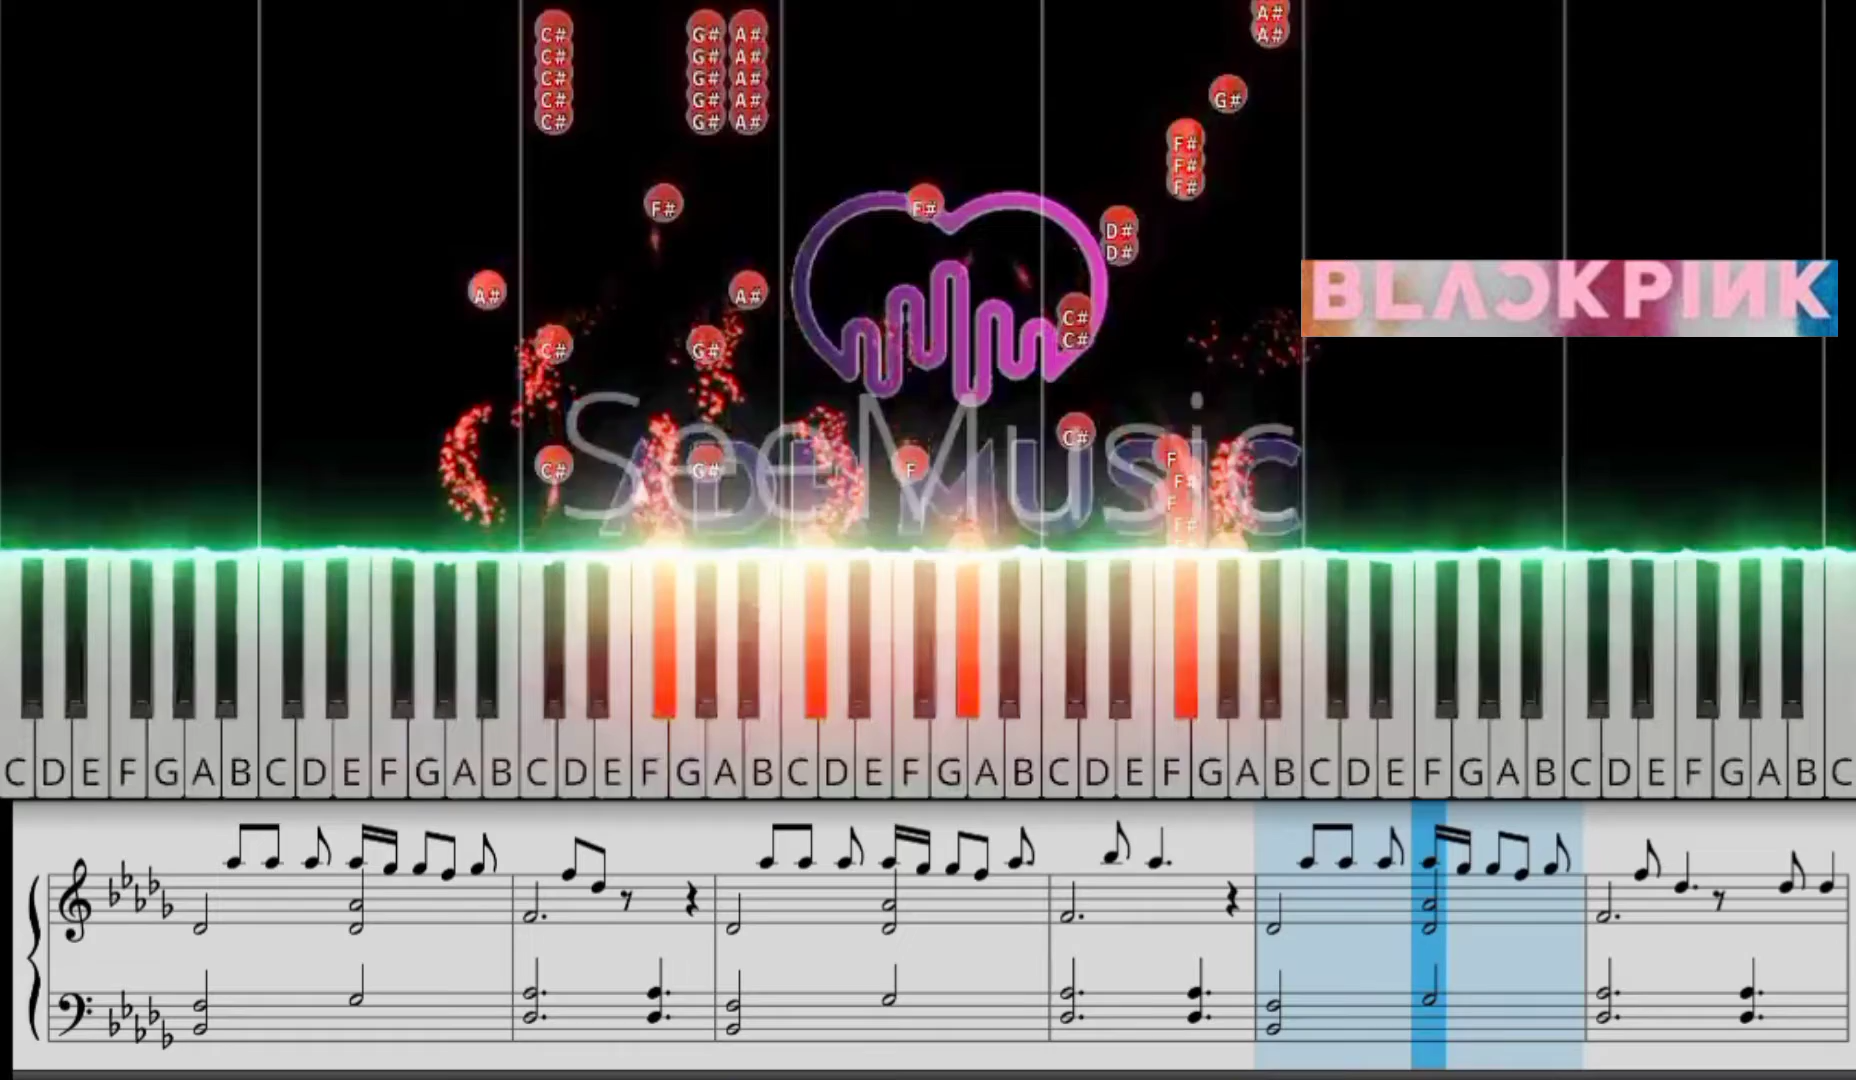 C# G# A# A#
C# G# A# A#
C# G# A#
C# G# A# G#
C# G# A# F#
F#
F# F# F#
D#
D#
A# A#
C#
C# G# C#
BLACKPINK
C#
C# G# F F
F#
F
F#
SeeMusic
C D E F G A B C D E F G A B C D E F G A B C D E F G A B C D E F G A B C D E F G A B C D E F G A B C